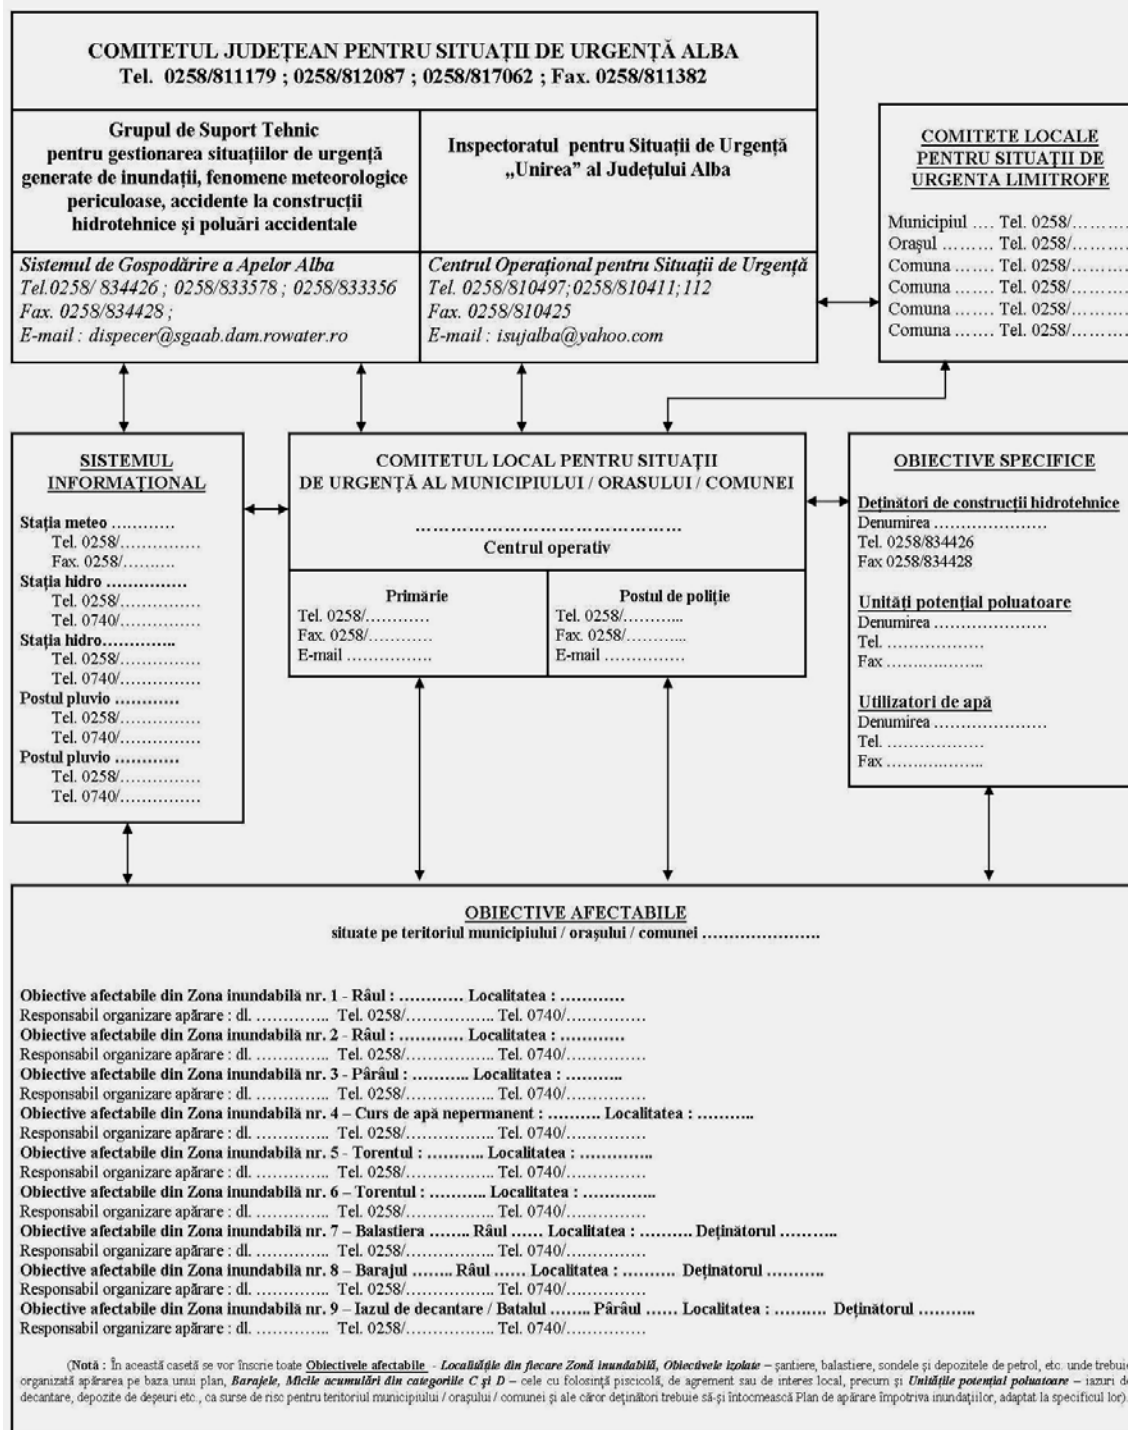 COMITETUL JUDEȚEAN PENTRU SITUAȚII DE URGENȚĂ ALBA
Tel. 0258/811179 ; 0258/812087 ; 0258/817062 ; Fax. 0258/811382
Grupul de Suport Tehnic
pentru gestionarea situațiilor de urgență
generate de inundații, fenomene meteorologice
periculoase, accidente la construcții
hidrotehnice și poluări accidentale
Inspectoratul pentru Situații de Urgență
„Unirea” al Județului Alba
Sistemul de Gospodărire a Apelor Alba
Tel.0258/ 834426 ; 0258/833578 ; 0258/833356
Fax. 0258/834428 ;
E-mail : dispecer@sgaab.dam.rowater.ro
Centrul Operațional pentru Situații de Urgență
Tel. 0258/810497;0258/810411;112
Fax. 0258/810425
E-mail : isujalba@yahoo.com
COMITETE LOCALE
PENTRU SITUAȚII DE
URGENTA LIMITROFE
Municipiul .... Tel. 0258/.........
Orașul ......... Tel. 0258/.........
Comuna ....... Tel. 0258/.........
Comuna ....... Tel. 0258/.........
Comuna ....... Tel. 0258/.........
Comuna ....... Tel. 0258/.........
SISTEMUL
INFORMAȚIONAL
Stația meteo ............
Tel. 0258/...............
Fax. 0258/..........
Stația hidro ...............
Tel. 0258/...............
Tel. 0740/...............
Stația hidro..............
Tel. 0258/...............
Tel. 0740/...............
Postul pluvio ............
Tel. 0258/...............
Tel. 0740/...............
Postul pluvio ............
Tel. 0258/...............
Tel. 0740/...............
COMITETUL LOCAL PENTRU SITUAȚII
DE URGENȚĂ AL MUNICIPIULUI / ORASULUI / COMUNEI
..........................................
Centrul operativ
Primărie
Tel. 0258/............
Fax. 0258/............
E-mail ................
Postul de poliție
Tel. 0258/...........
Fax. 0258/...........
E-mail ...............
OBIECTIVE SPECIFICE
Deținători de construcții hidrotehnice
Denumirea .....................
Tel. 0258/834426
Fax 0258/834428
Unități potențial poluatoare
Denumirea .....................
Tel. ..................
Fax ..................
Utilizatori de apă
Denumirea .....................
Tel. ..................
Fax ..................
OBIECTIVE AFECTABILE
situate pe teritoriul municipiului / orașului / comunei .....................
Obiective afectabile din Zona inundabilă nr. 1 - Râul : ............ Localitatea : ............
Responsabil organizare apărare : dl. ............. Tel. 0258/................ Tel. 0740/...............
Obiective afectabile din Zona inundabilă nr. 2 - Râul : ............ Localitatea : ............
Responsabil organizare apărare : dl. ............. Tel. 0258/................ Tel. 0740/...............
Obiective afectabile din Zona inundabilă nr. 3 - Pârâul : .......... Localitatea : ...........
Responsabil organizare apărare : dl. ............. Tel. 0258/................ Tel. 0740/...............
Obiective afectabile din Zona inundabilă nr. 4 – Curs de apă nepermanent : .......... Localitatea : ...........
Responsabil organizare apărare : dl. ............. Tel. 0258/................ Tel. 0740/...............
Obiective afectabile din Zona inundabilă nr. 5 - Torentul : .......... Localitatea : ..............
Responsabil organizare apărare : dl. ............. Tel. 0258/................ Tel. 0740/...............
Obiective afectabile din Zona inundabilă nr. 6 – Torentul : ........... Localitatea : ..............
Responsabil organizare apărare : dl. ............. Tel. 0258/................ Tel. 0740/...............
Obiective afectabile din Zona inundabilă nr. 7 – Balastiera ........ Râul ...... Localitatea : .......... Deținătorul ...........
Responsabil organizare apărare : dl. ............. Tel. 0258/................ Tel. 0740/...............
Obiective afectabile din Zona inundabilă nr. 8 – Barajul ........ Râul ...... Localitatea : .......... Deținătorul ...........
Responsabil organizare apărare : dl. ............. Tel. 0258/................ Tel. 0740/...............
Obiective afectabile din Zona inundabilă nr. 9 – Iazul de decantare / Batalul ........ Pârâul ...... Localitatea : .......... Deținătorul ...........
Responsabil organizare apărare : dl. ............. Tel. 0258/................ Tel. 0740/...............
(Notă : În această casetă se vor înscrie toate Obiectivele afectabile - Localitățile din fiecare Zonă inundabilă, Obiectivele izolate – șantiere, balastiere, sondele și depozitele de petrol, etc. unde trebuie
organizată apărarea pe baza unui plan, Barajele, Micile acumulări din categoriile C și D – cele cu folosință piscicolă, de agrement sau de interes local, precum și Unitățile potențial poluatoare – iazuri de
decantare, depozite de deșeuri etc., ca surse de risc pentru teritoriul municipiului / orașului / comunei și ale căror deținători trebuie să-și întocmească Plan de apărare împotriva inundațiilor, adaptat la specificul lor).